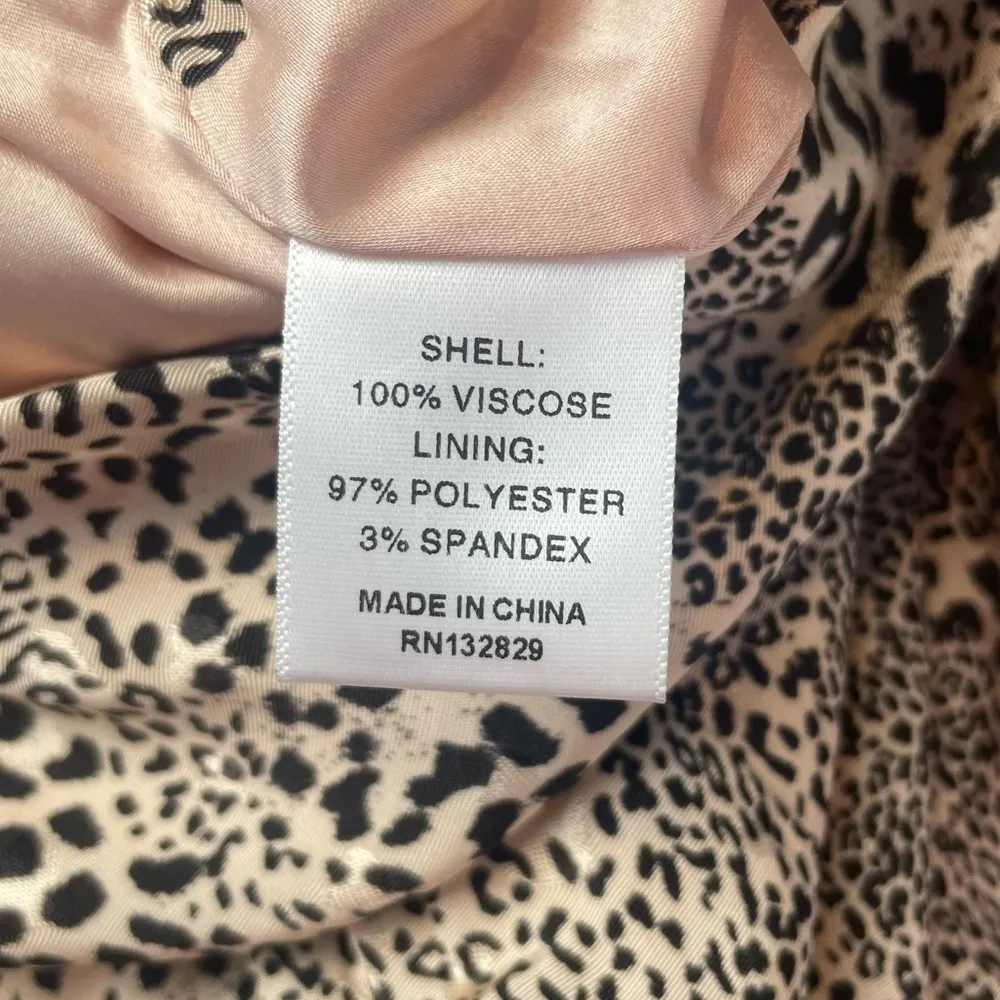 SHELL:
100% VISCOSE
LINING:
97% POLYESTER
3% SPANDEX
MADE IN CHINA
RN132829